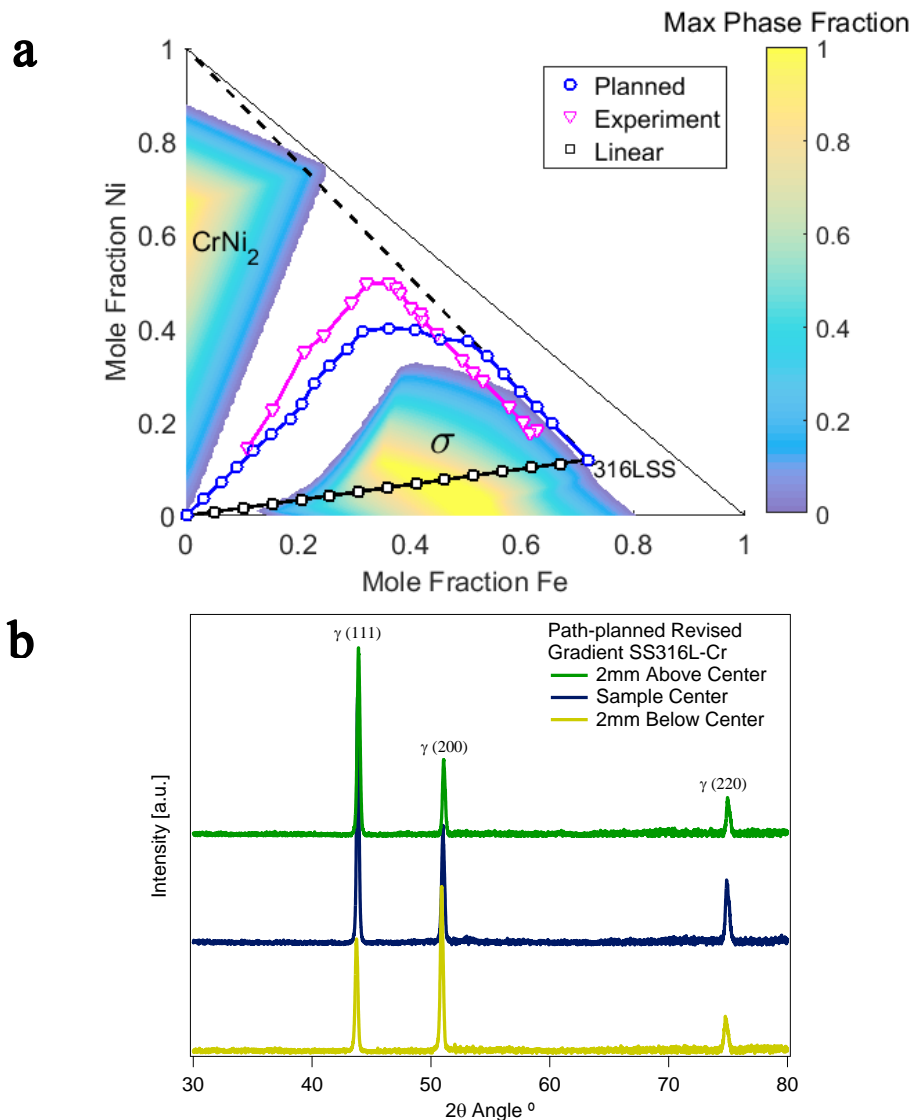 a
Max Phase Fraction
Planned
Experiment
Linear
Mole Fraction Ni
1
0.8
0.6
0.4
0.2
0
CrNi2
σ
316LSS
0
0.2
0.4
0.6
0.8
1
Mole Fraction Fe
1
0.8
0.6
0.4
0.2
0
b
Path-planned Revised
Gradient SS316L-Cr
2mm Above Center
Sample Center
2mm Below Center
γ (111)
γ (200)
γ (220)
Intensity [a.u.]
30
40
50
60
70
80
2θ Angle º